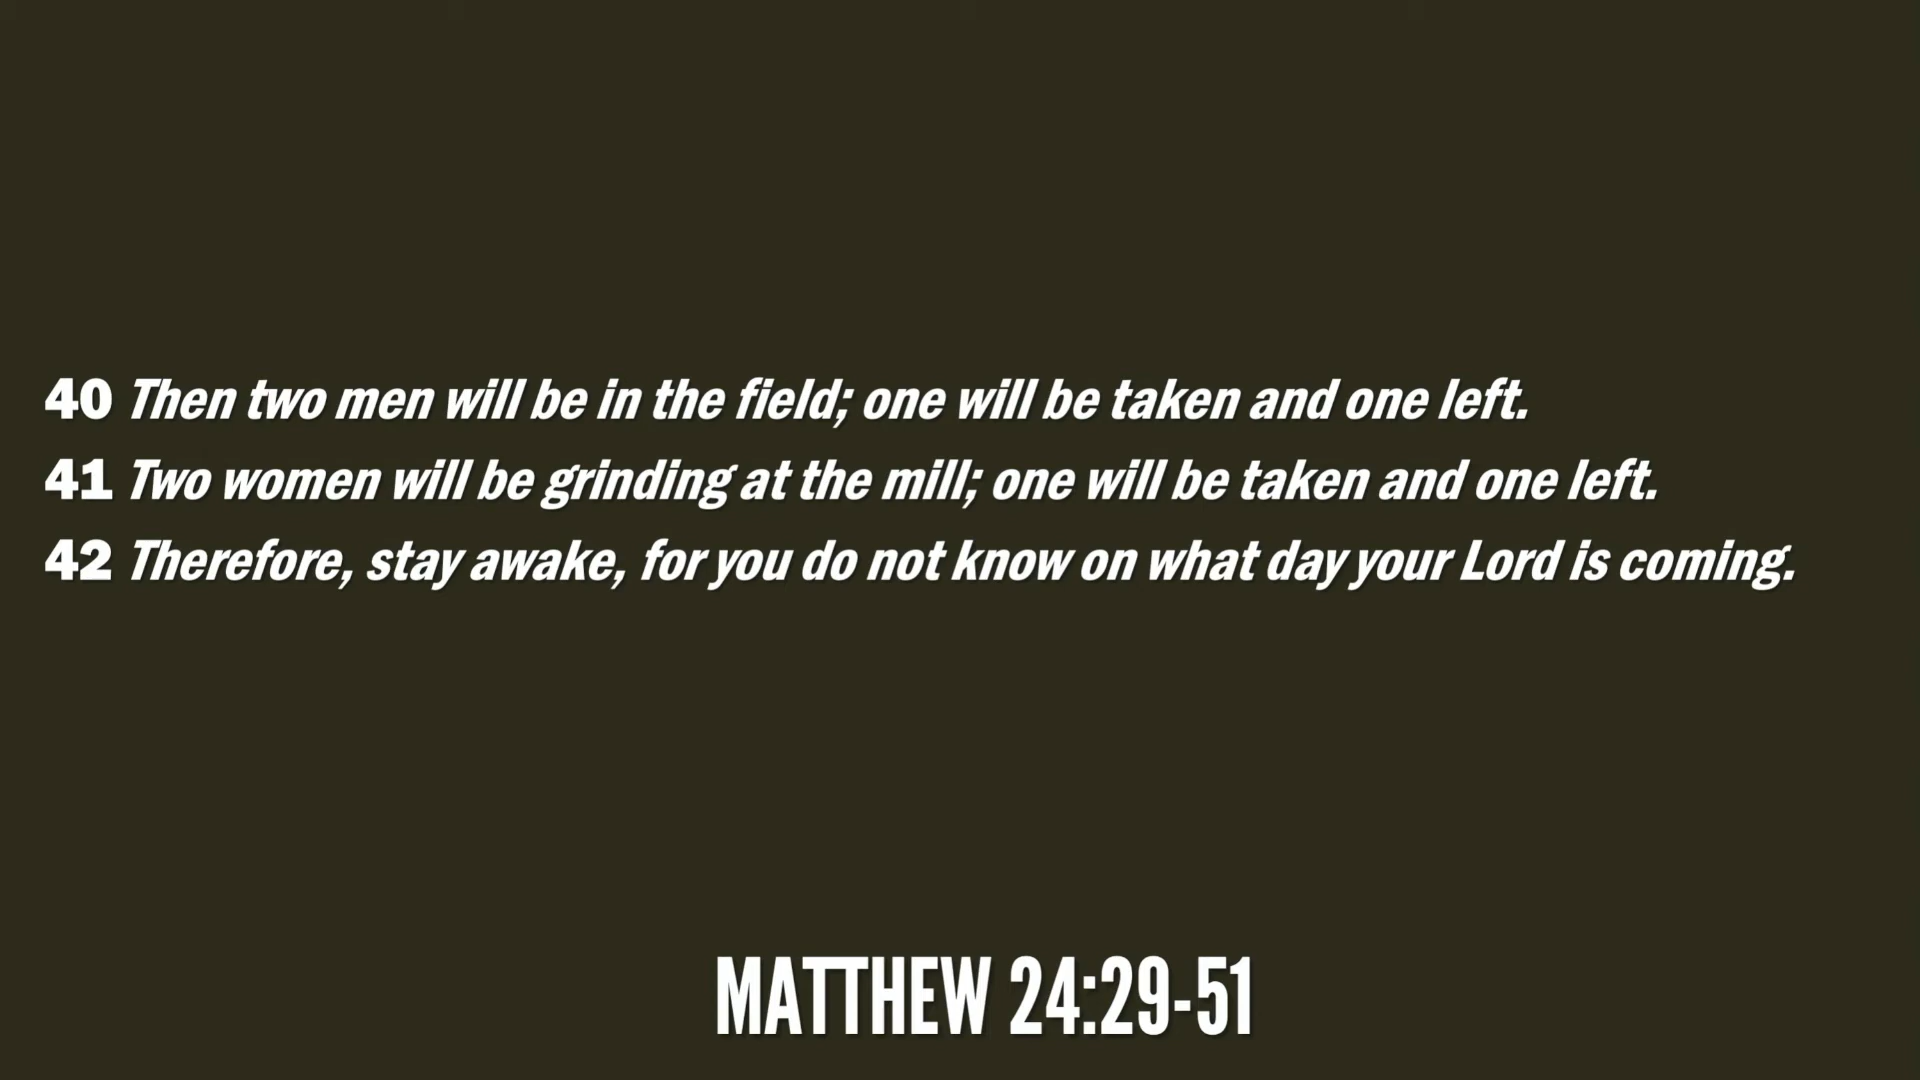 40 Then two men will be in the field; one will be taken and one left.
41 Two women will be grinding at the mill; one will be taken and one left.
42 Therefore, stay awake, for you do not know on what day your Lord is coming.
MATTHEW 24:29-51